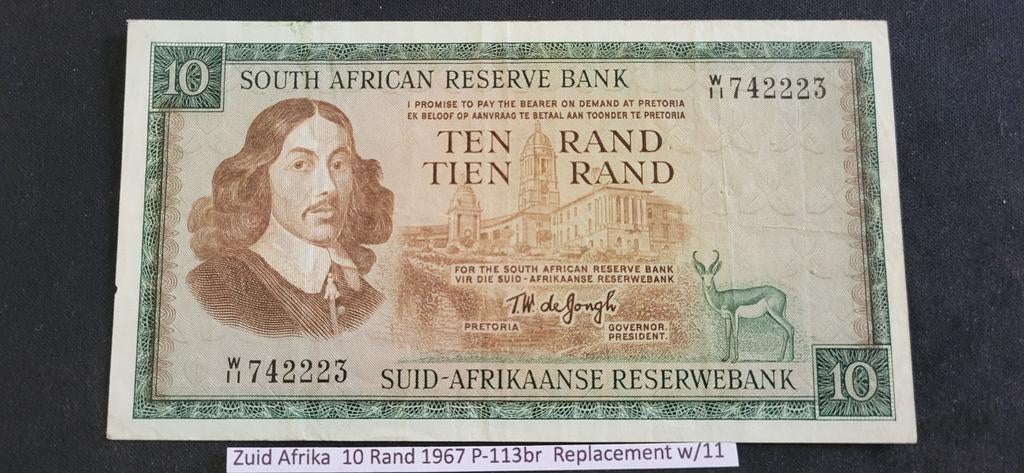 10
SOUTH AFRICAN RESERVE BANK
W/11 742223
I PROMISE TO PAY THE BEARER ON DEMAND AT PRETORIA
EK BELOOF OP AANVRAAG TE BETAAL AAN TOONDER TE PRETORIA
TEN RAND
TIEN RAND
FOR THE SOUTH AFRICAN RESERVE BANK
VIR DIE SUID-AFRIKAANSE RESERWEBANK
T.W. de Jongh
PRETORIA
GOVERNOR.
PRESIDENT.
W/11 742223
SUID-AFRIKAANSE RESERWEBANK
10
Zuid Afrika 10 Rand 1967 P-113br Replacement w/11